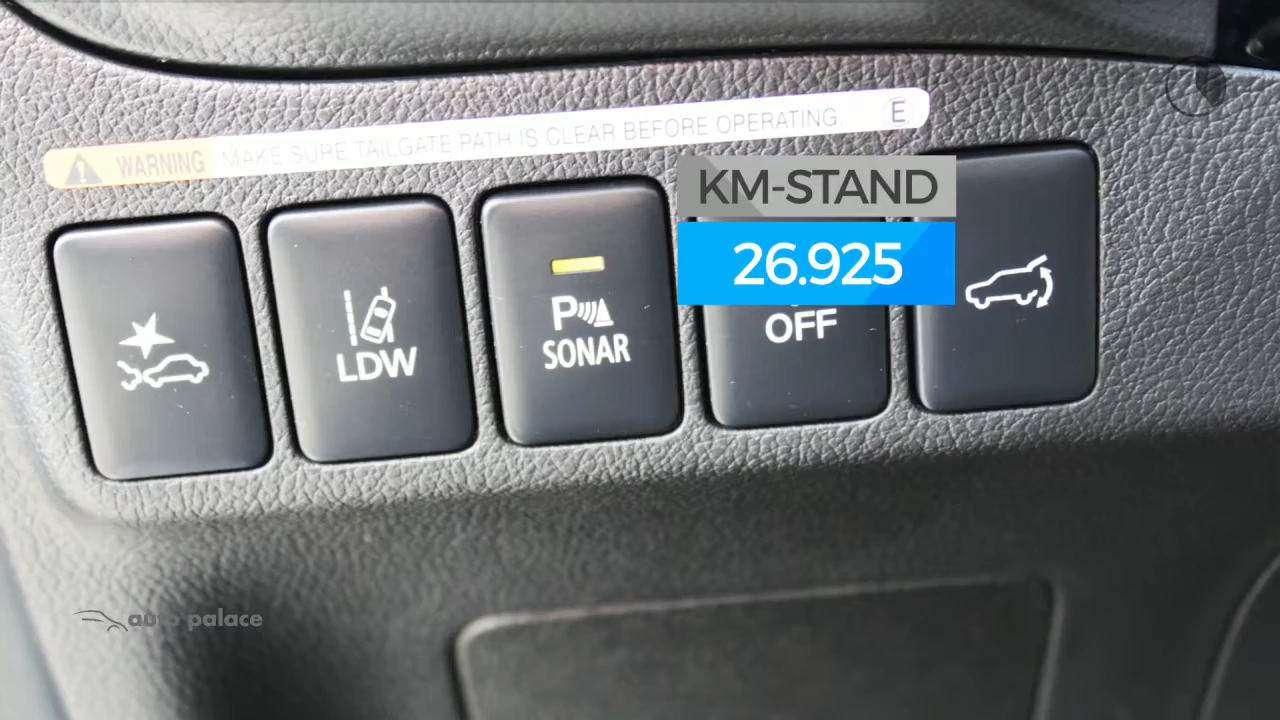 WARNING MAKE SURE TAILGATE PATH IS CLEAR BEFORE OPERATING. E
KM-STAND
26.925
LDW
P
SONAR
OFF
auto palace